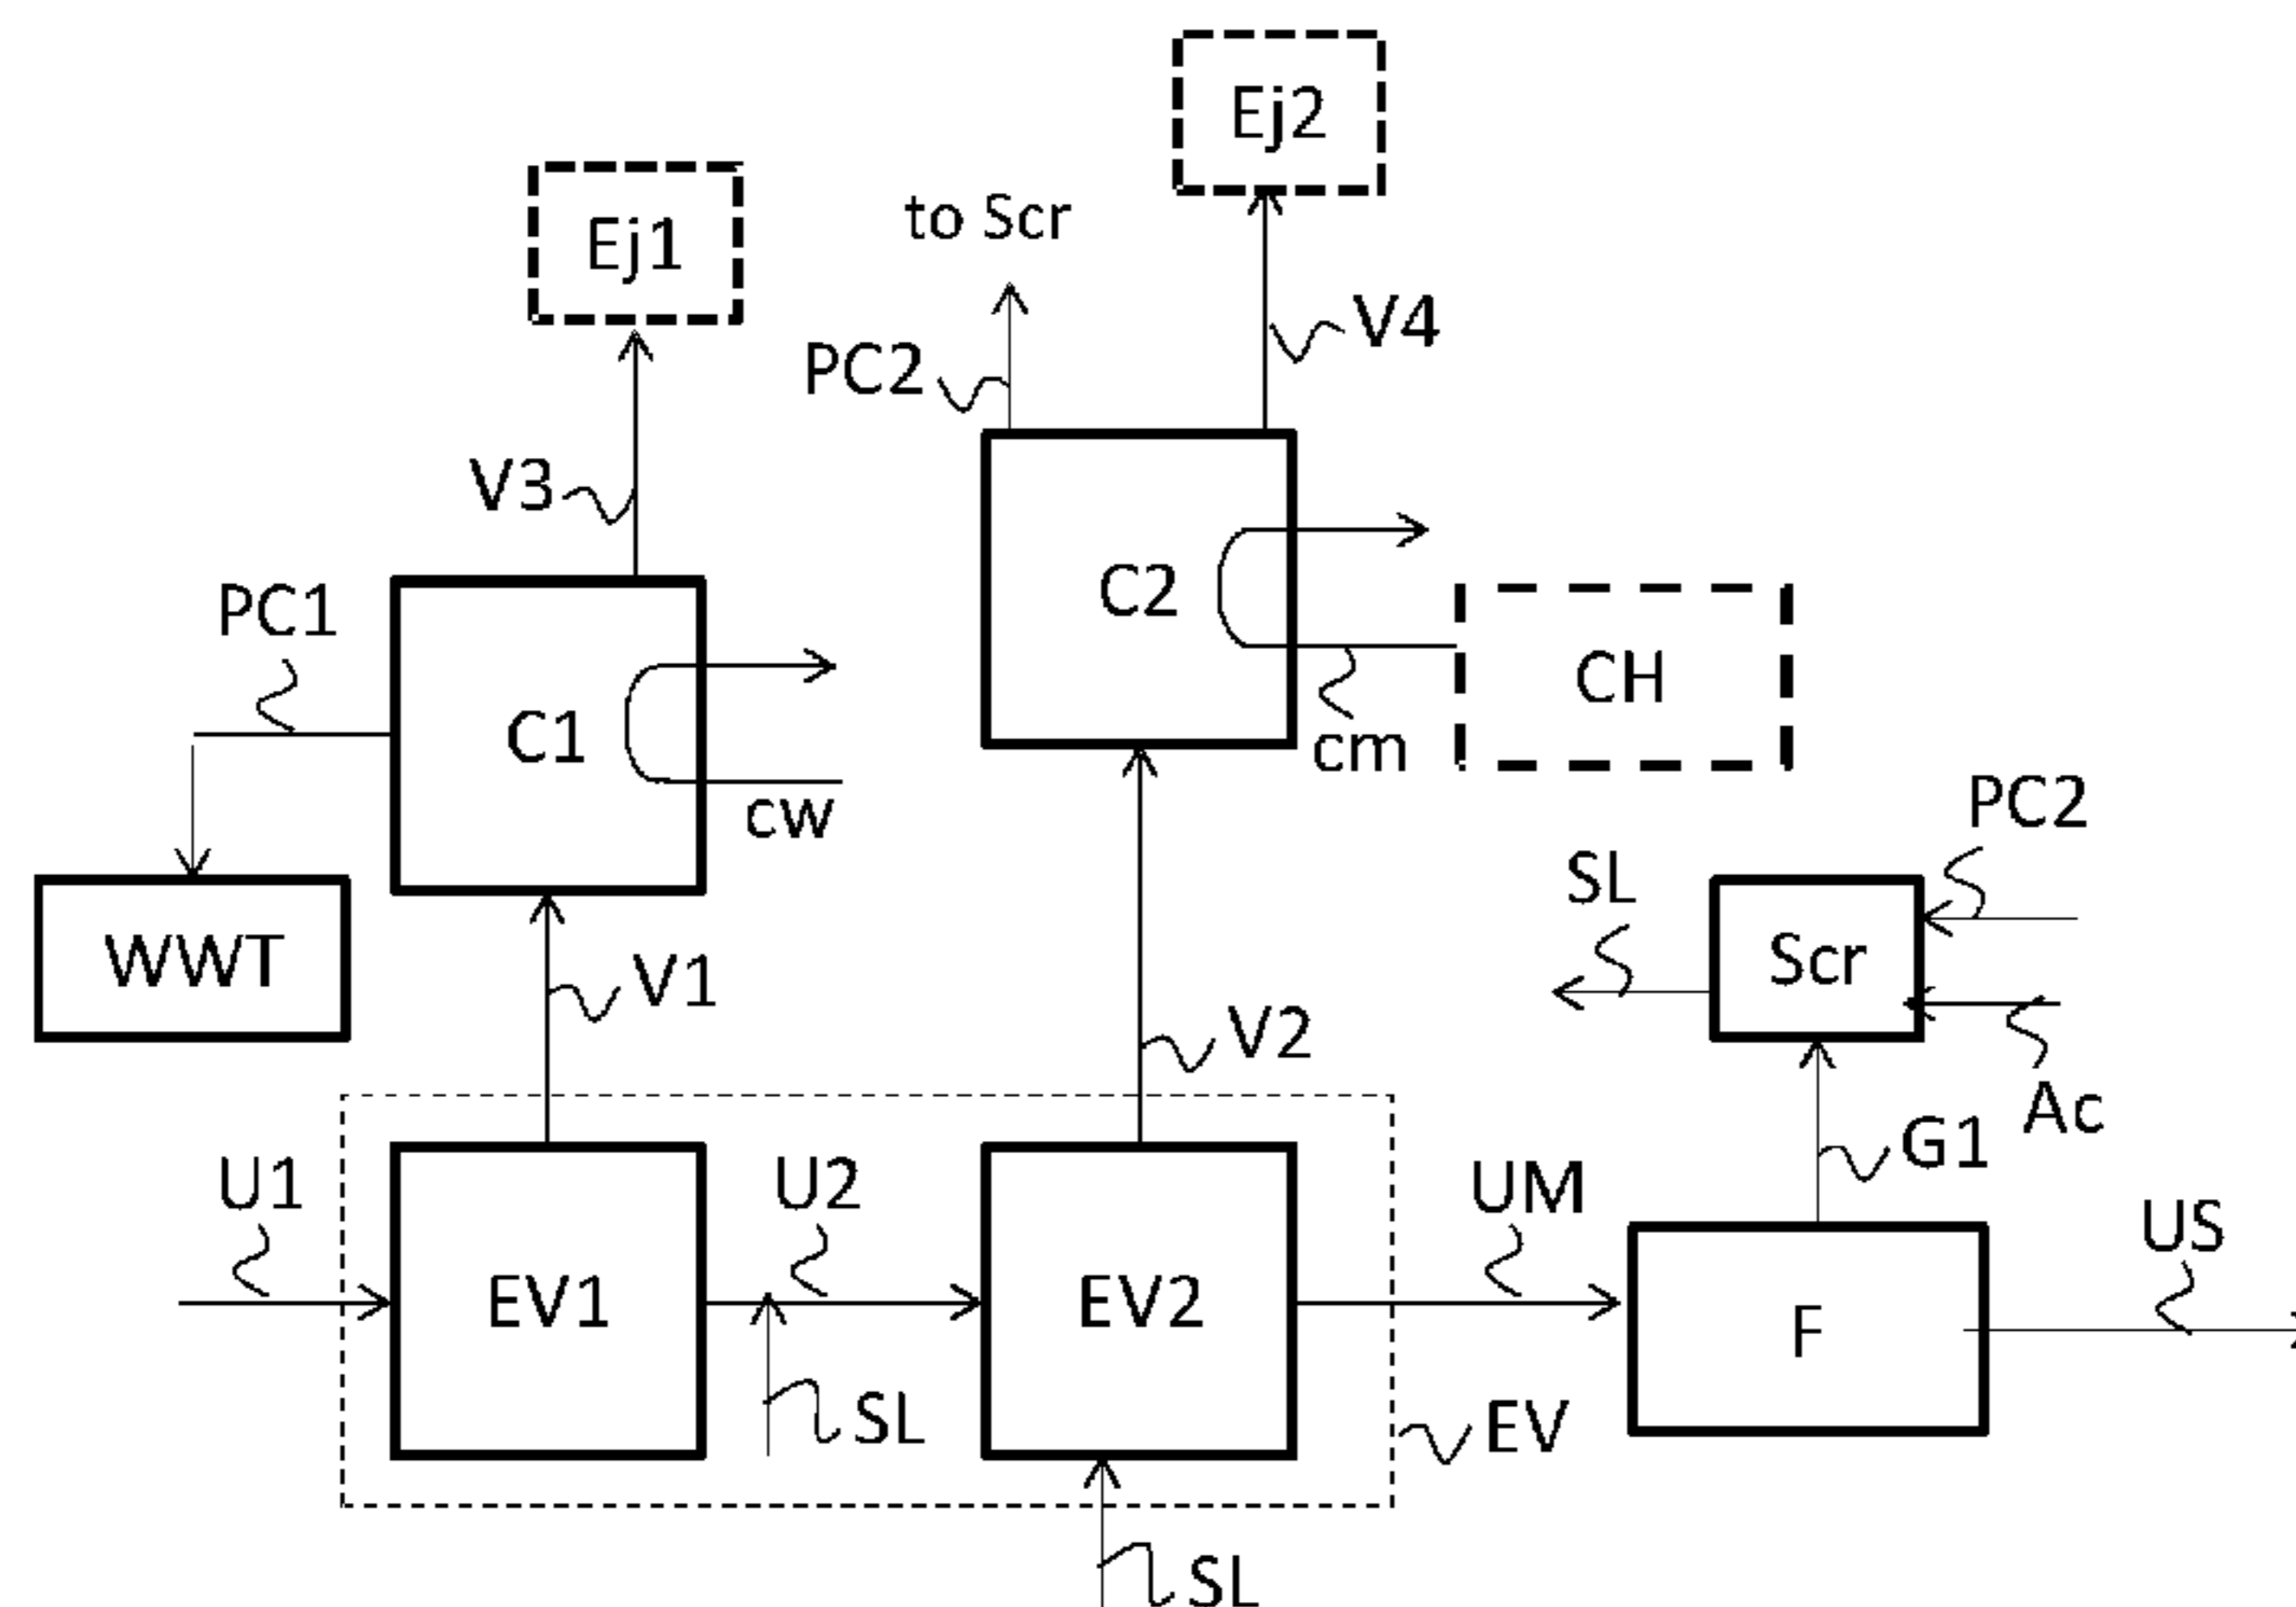 Ej2
to Scr
Ej1
V4
PC2
V3
C2
PC1
CH
C1
cm
cw
PC2
SL
WWT
Scr
V1
V2
Ac
G1
U1
U2
UM
US
EV1
EV2
F
SL
EV
SL